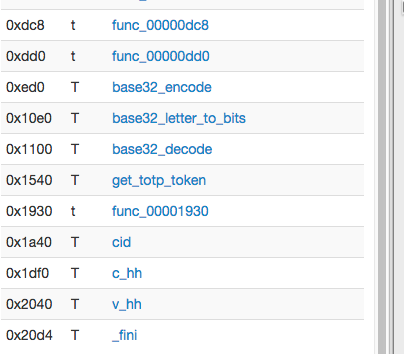 0xdc8 t func_00000dc8
0xdd0 t func_00000dd0
0xed0 T base32_encode
0x10e0 T base32_letter_to_bits
0x1100 T base32_decode
0x1540 T get_totp_token
0x1930 t func_00001930
0x1a40 T cid
0x1df0 T c_hh
0x2040 T v_hh
0x20d4 T _fini